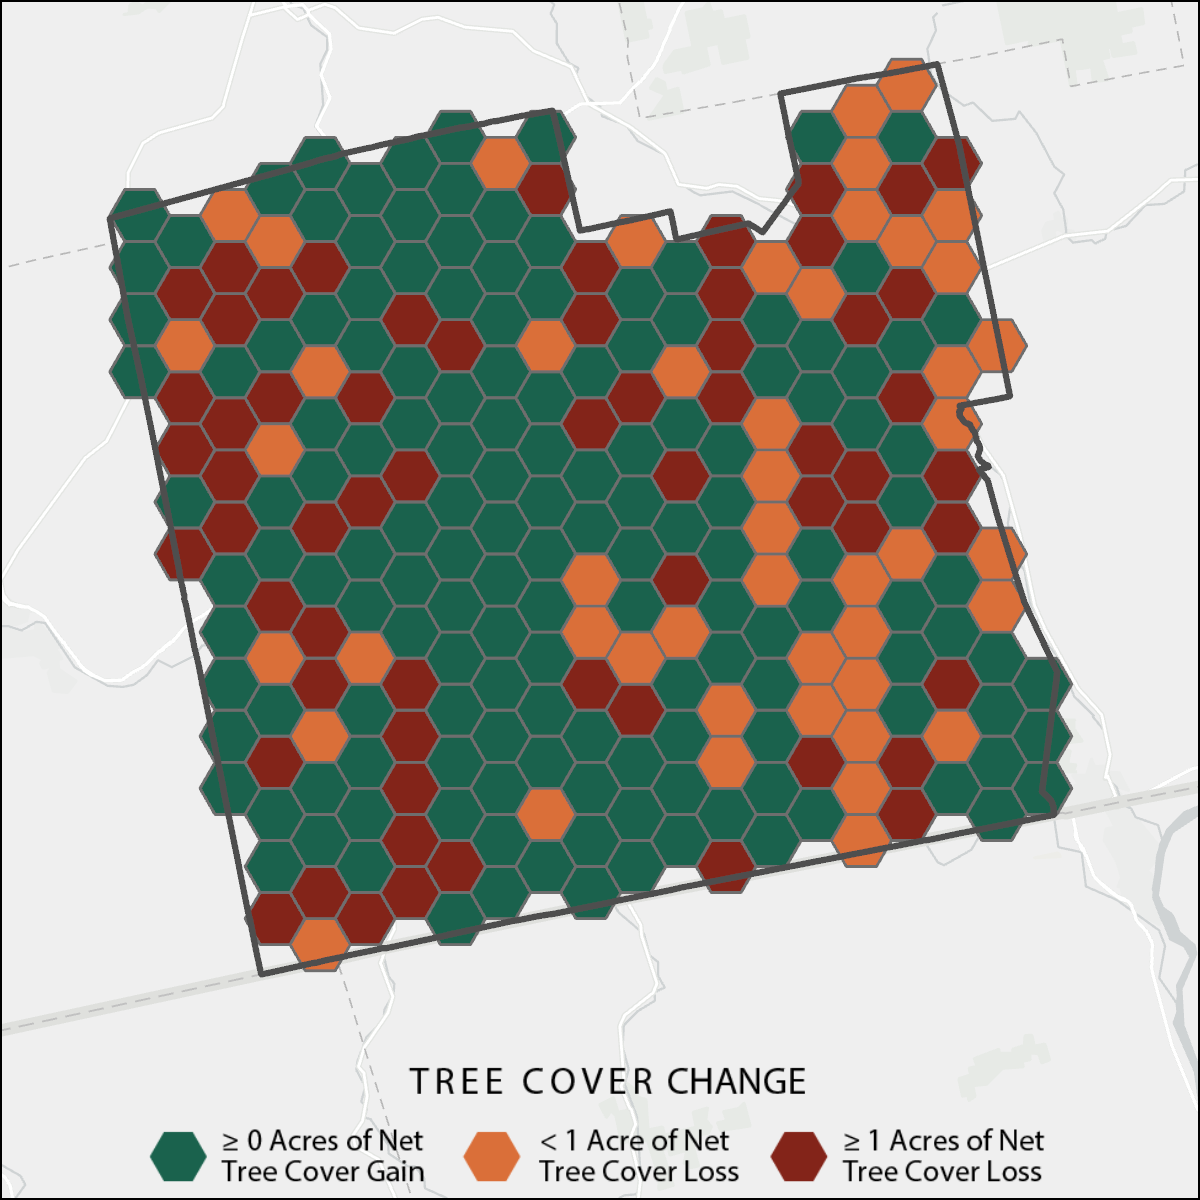 TREE COVER CHANGE
≥ 0 Acres of Net
Tree Cover Gain
< 1 Acre of Net
Tree Cover Loss
≥ 1 Acres of Net
Tree Cover Loss